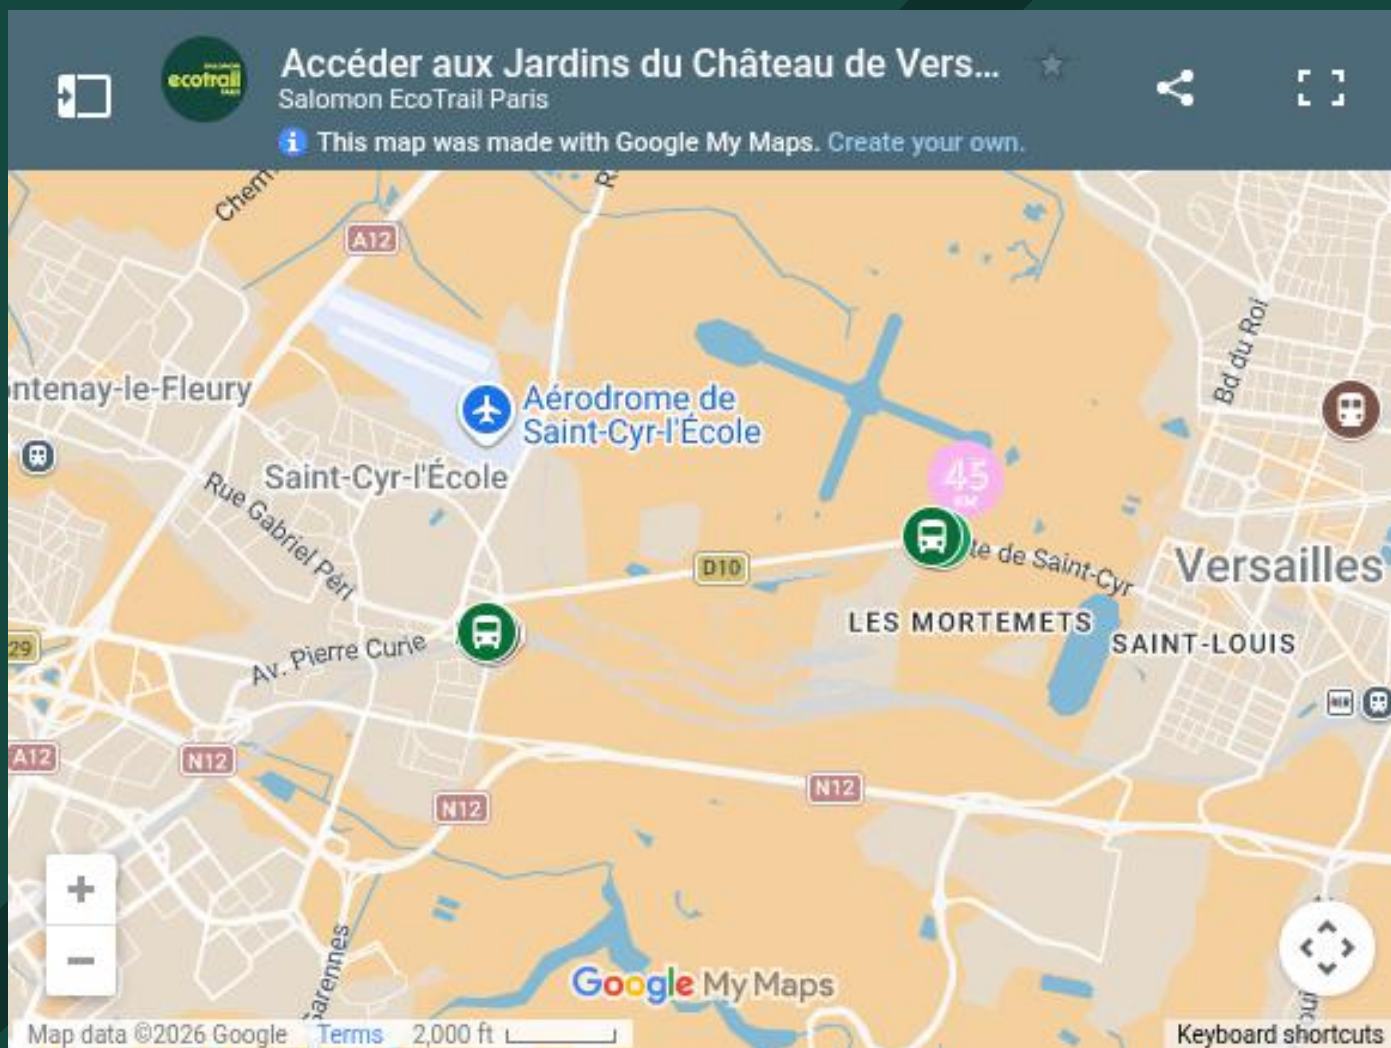 Accéder aux Jardins du Château de Vers...
ecotrail
Salomon EcoTrail Paris
This map was made with Google My Maps. Create your own.
A12
Bd du Roi
ontenay-le-Fleury
Aérodrome de
Saint-Cyr-l'École
Saint-Cyr-l'École
45
KM
Rue Gabriel Péri
D10
te de Saint-Cyr
Versailles
LES MORTEMETS
SAINT-LOUIS
29
Av. Pierre Curie
A12
N12
N12
N12
Garennes
Google My Maps
Map data ©2026 Google
Terms
2,000 ft
Keyboard shortcuts